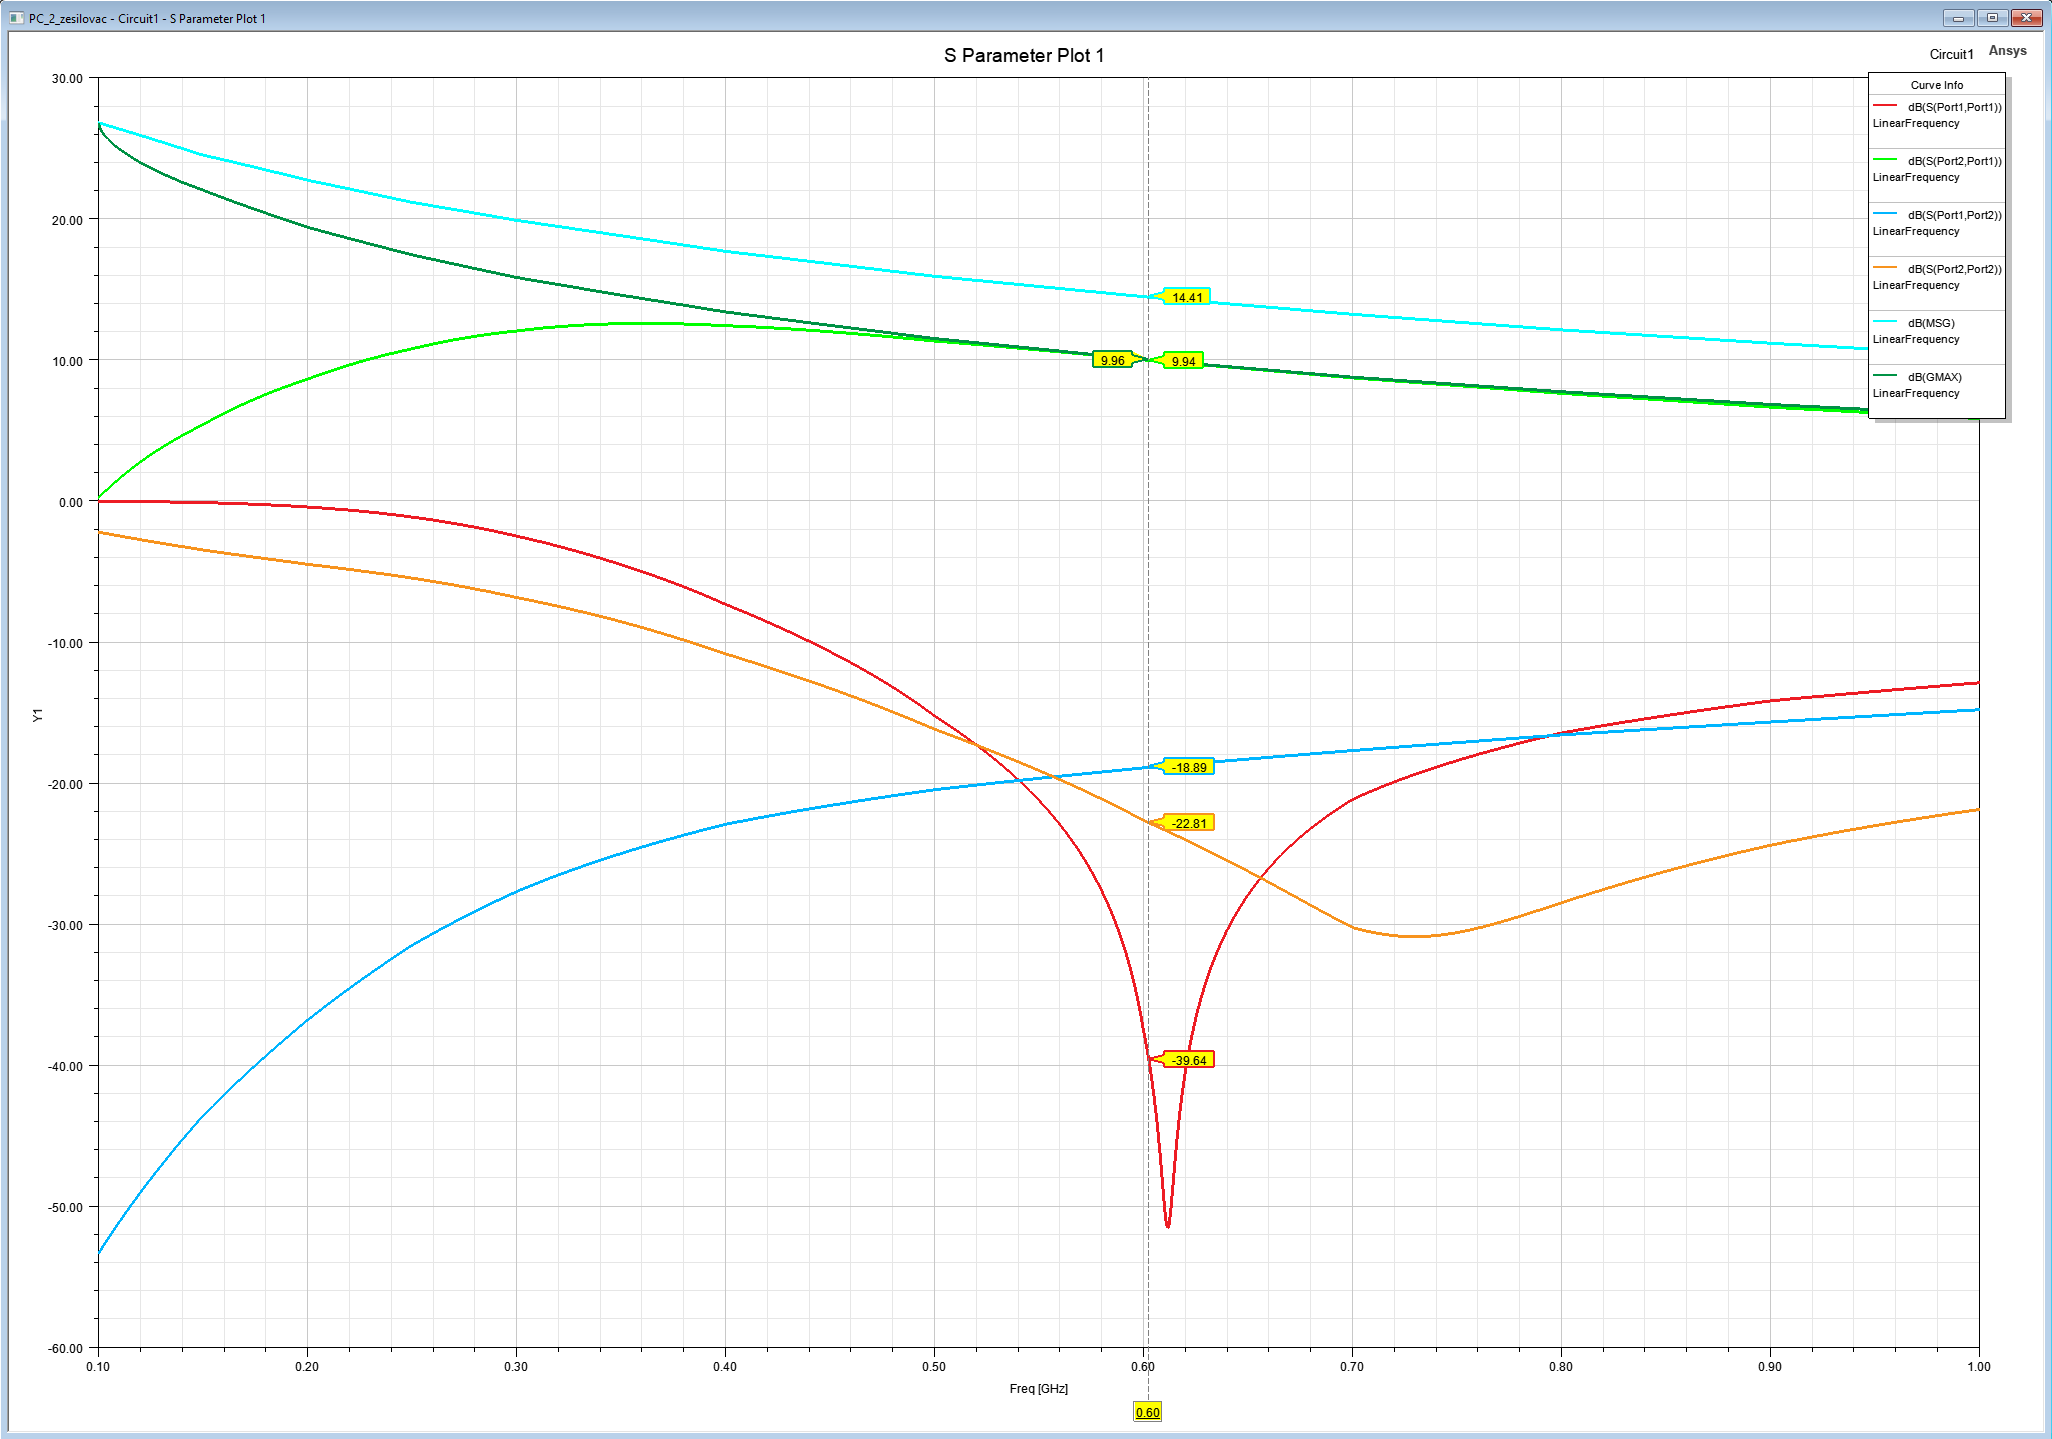 PC_2_zesilovac - Circuit1 - S Parameter Plot 1
S Parameter Plot 1
Circuit1
Ansys
Curve Info
dB(S(Port1,Port1))
LinearFrequency
dB(S(Port2,Port1))
LinearFrequency
dB(S(Port1,Port2))
LinearFrequency
dB(S(Port2,Port2))
LinearFrequency
dB(MSG)
LinearFrequency
dB(GMAX)
LinearFrequency
30.00
20.00
10.00
0.00
-10.00
-20.00
-30.00
-40.00
-50.00
-60.00
Y1
14.41
9.96
9.94
-18.89
-22.81
-39.64
0.10
0.20
0.30
0.40
0.50
0.60
0.70
0.80
0.90
1.00
Freq [GHz]
0.60